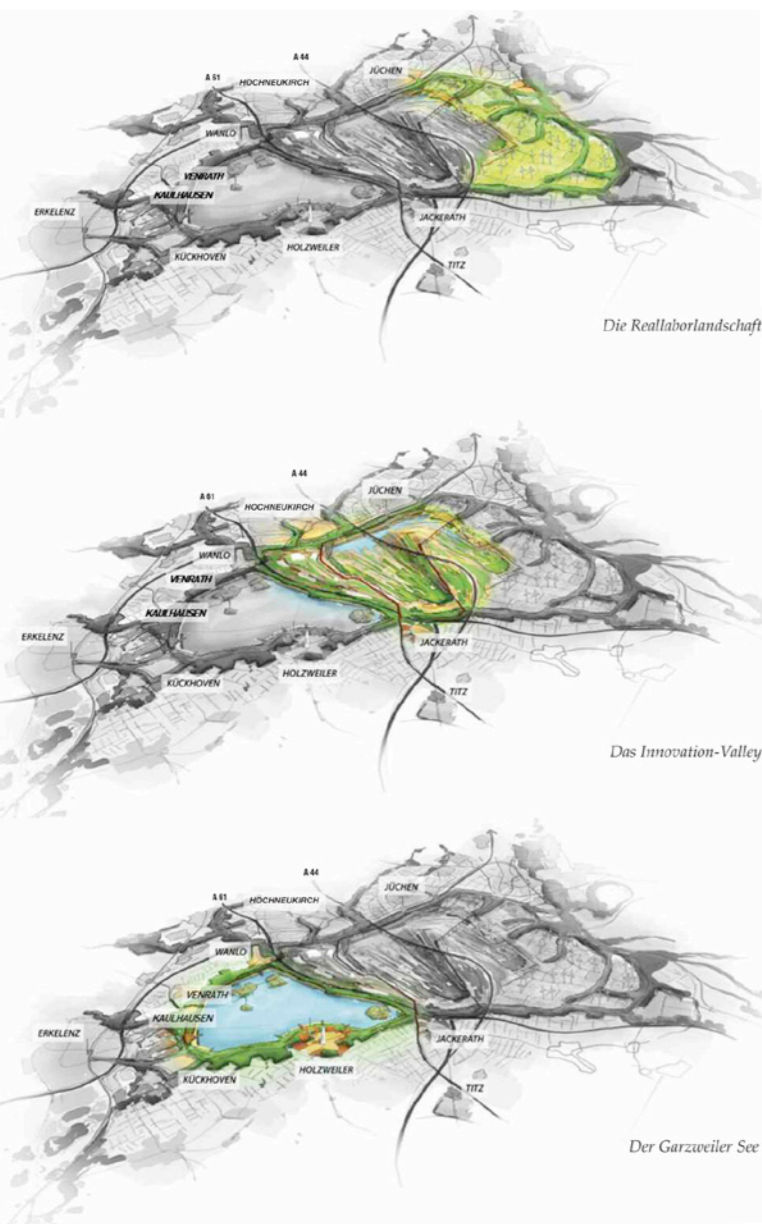 A 44
JÜCHEN
A 61
HOCHNEUKIRCH
WANLO
VENRATH
KAULHAUSEN
ERKELENZ
JACKERATH
HOLZWEILER
KÜCKHOVEN
TITZ
Die Reallaborlandschaft
A 44
JÜCHEN
A 61
HOCHNEUKIRCH
WANLO
VENRATH
KAULHAUSEN
ERKELENZ
JACKERATH
HOLZWEILER
KÜCKHOVEN
TITZ
Das Innovation-Valley
A 44
JÜCHEN
A 61
HOCHNEUKIRCH
WANLO
VENRATH
KAULHAUSEN
ERKELENZ
JACKERATH
HOLZWEILER
KÜCKHOVEN
TITZ
Der Garzweiler See